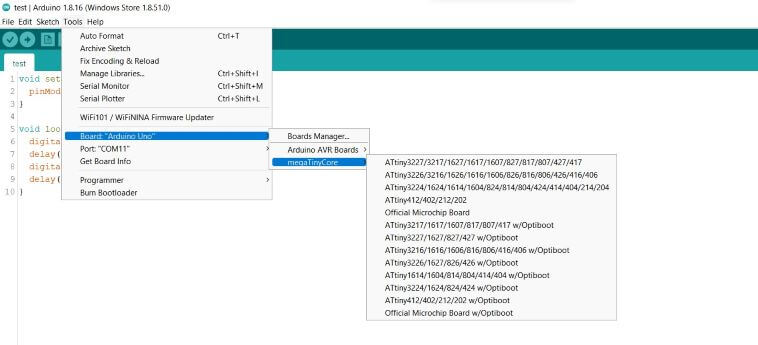 test | Arduino 1.8.16 (Windows Store 1.8.51.0)
File Edit Sketch Tools Help
test
1 void set
2 pinMod
3 }
4
5 void loo
6 digita
7 delay(
8 digita
9 delay(
10 }
Auto Format Ctrl+T
Archive Sketch
Fix Encoding & Reload
Manage Libraries... Ctrl+Shift+I
Serial Monitor Ctrl+Shift+M
Serial Plotter Ctrl+Shift+L
WiFi101 / WiFiNINA Firmware Updater
Board: "Arduino Uno"
Port: "COM11"
Get Board Info
Programmer
Burn Bootloader
Boards Manager...
Arduino AVR Boards
megaTinyCore
ATtiny3227/3217/1627/1617/1607/827/817/807/427/417
ATtiny3226/3216/1626/1616/1606/826/816/806/426/416/406
ATtiny3224/1624/1614/1604/824/814/804/424/414/404/214/204
ATtiny412/402/212/202
Official Microchip Board
ATtiny3217/1617/1607/817/807/417 w/Optiboot
ATtiny3227/1627/827/427 w/Optiboot
ATtiny3216/1616/1606/816/806/416/406 w/Optiboot
ATtiny3226/1627/826/426 w/Optiboot
ATtiny1614/1604/814/804/414/404 w/Optiboot
ATtiny3224/1624/824/424 w/Optiboot
ATtiny412/402/212/202 w/Optiboot
Official Microchip Board w/Optiboot